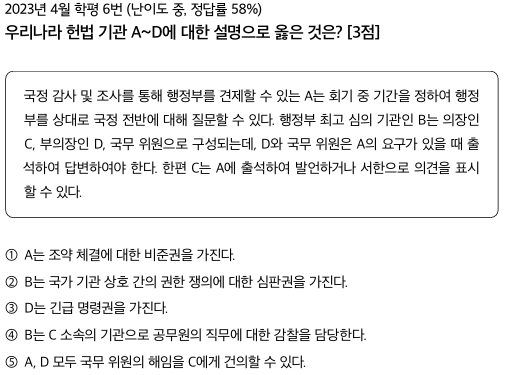 2023년 4월 학평 6번 (난이도 중, 정답률 58%)
우리나라 헌법 기관 A~D에 대한 설명으로 옳은 것은? [3점]
국정 감사 및 조사를 통해 행정부를 견제할 수 있는 A는 회기 중 기간을 정하여 행정
부를 상대로 국정 전반에 대해 질문할 수 있다. 행정부 최고 심의 기관인 B는 의장인
C, 부의장인 D, 국무 위원으로 구성되는데, D와 국무 위원은 A의 요구가 있을 때 출
석하여 답변하여야 한다. 한편 C는 A에 출석하여 발언하거나 서한으로 의견을 표시
할 수 있다.
① A는 조약 체결에 대한 비준권을 가진다.
② B는 국가 기관 상호 간의 권한 쟁의에 대한 심판권을 가진다.
③ D는 긴급 명령권을 가진다.
④ B는 C 소속의 기관으로 공무원의 직무에 대한 감찰을 담당한다.
⑤ A, D 모두 국무 위원의 해임을 C에게 건의할 수 있다.